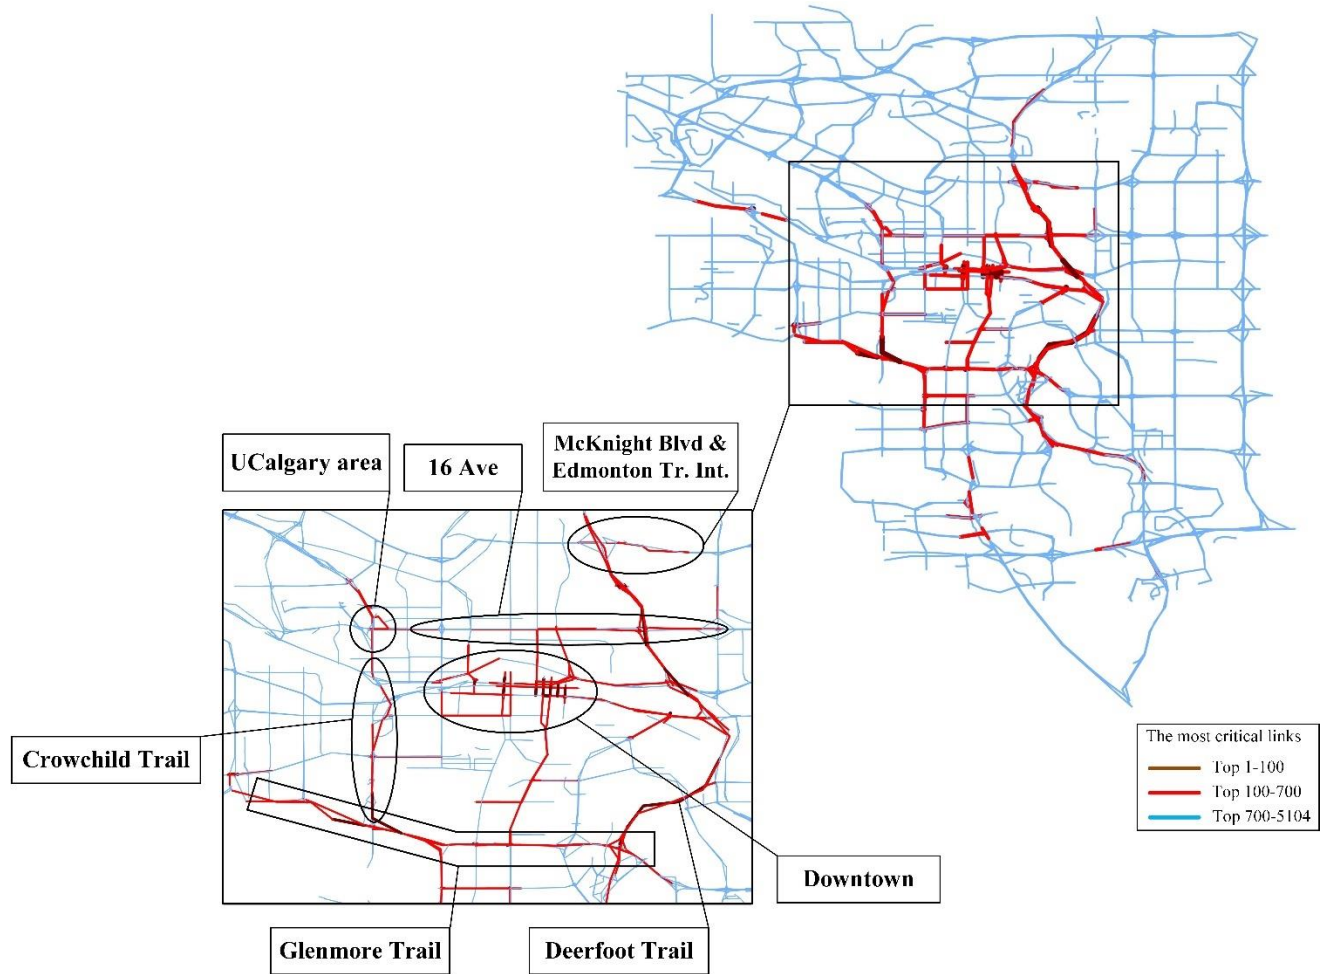 UCalgary area
16 Ave
McKnight Blvd &
Edmonton Tr. Int.
Crowchild Trail
Downtown
Glenmore Trail
Deerfoot Trail
The most critical links
Top 1-100
Top 100-700
Top 700-5104